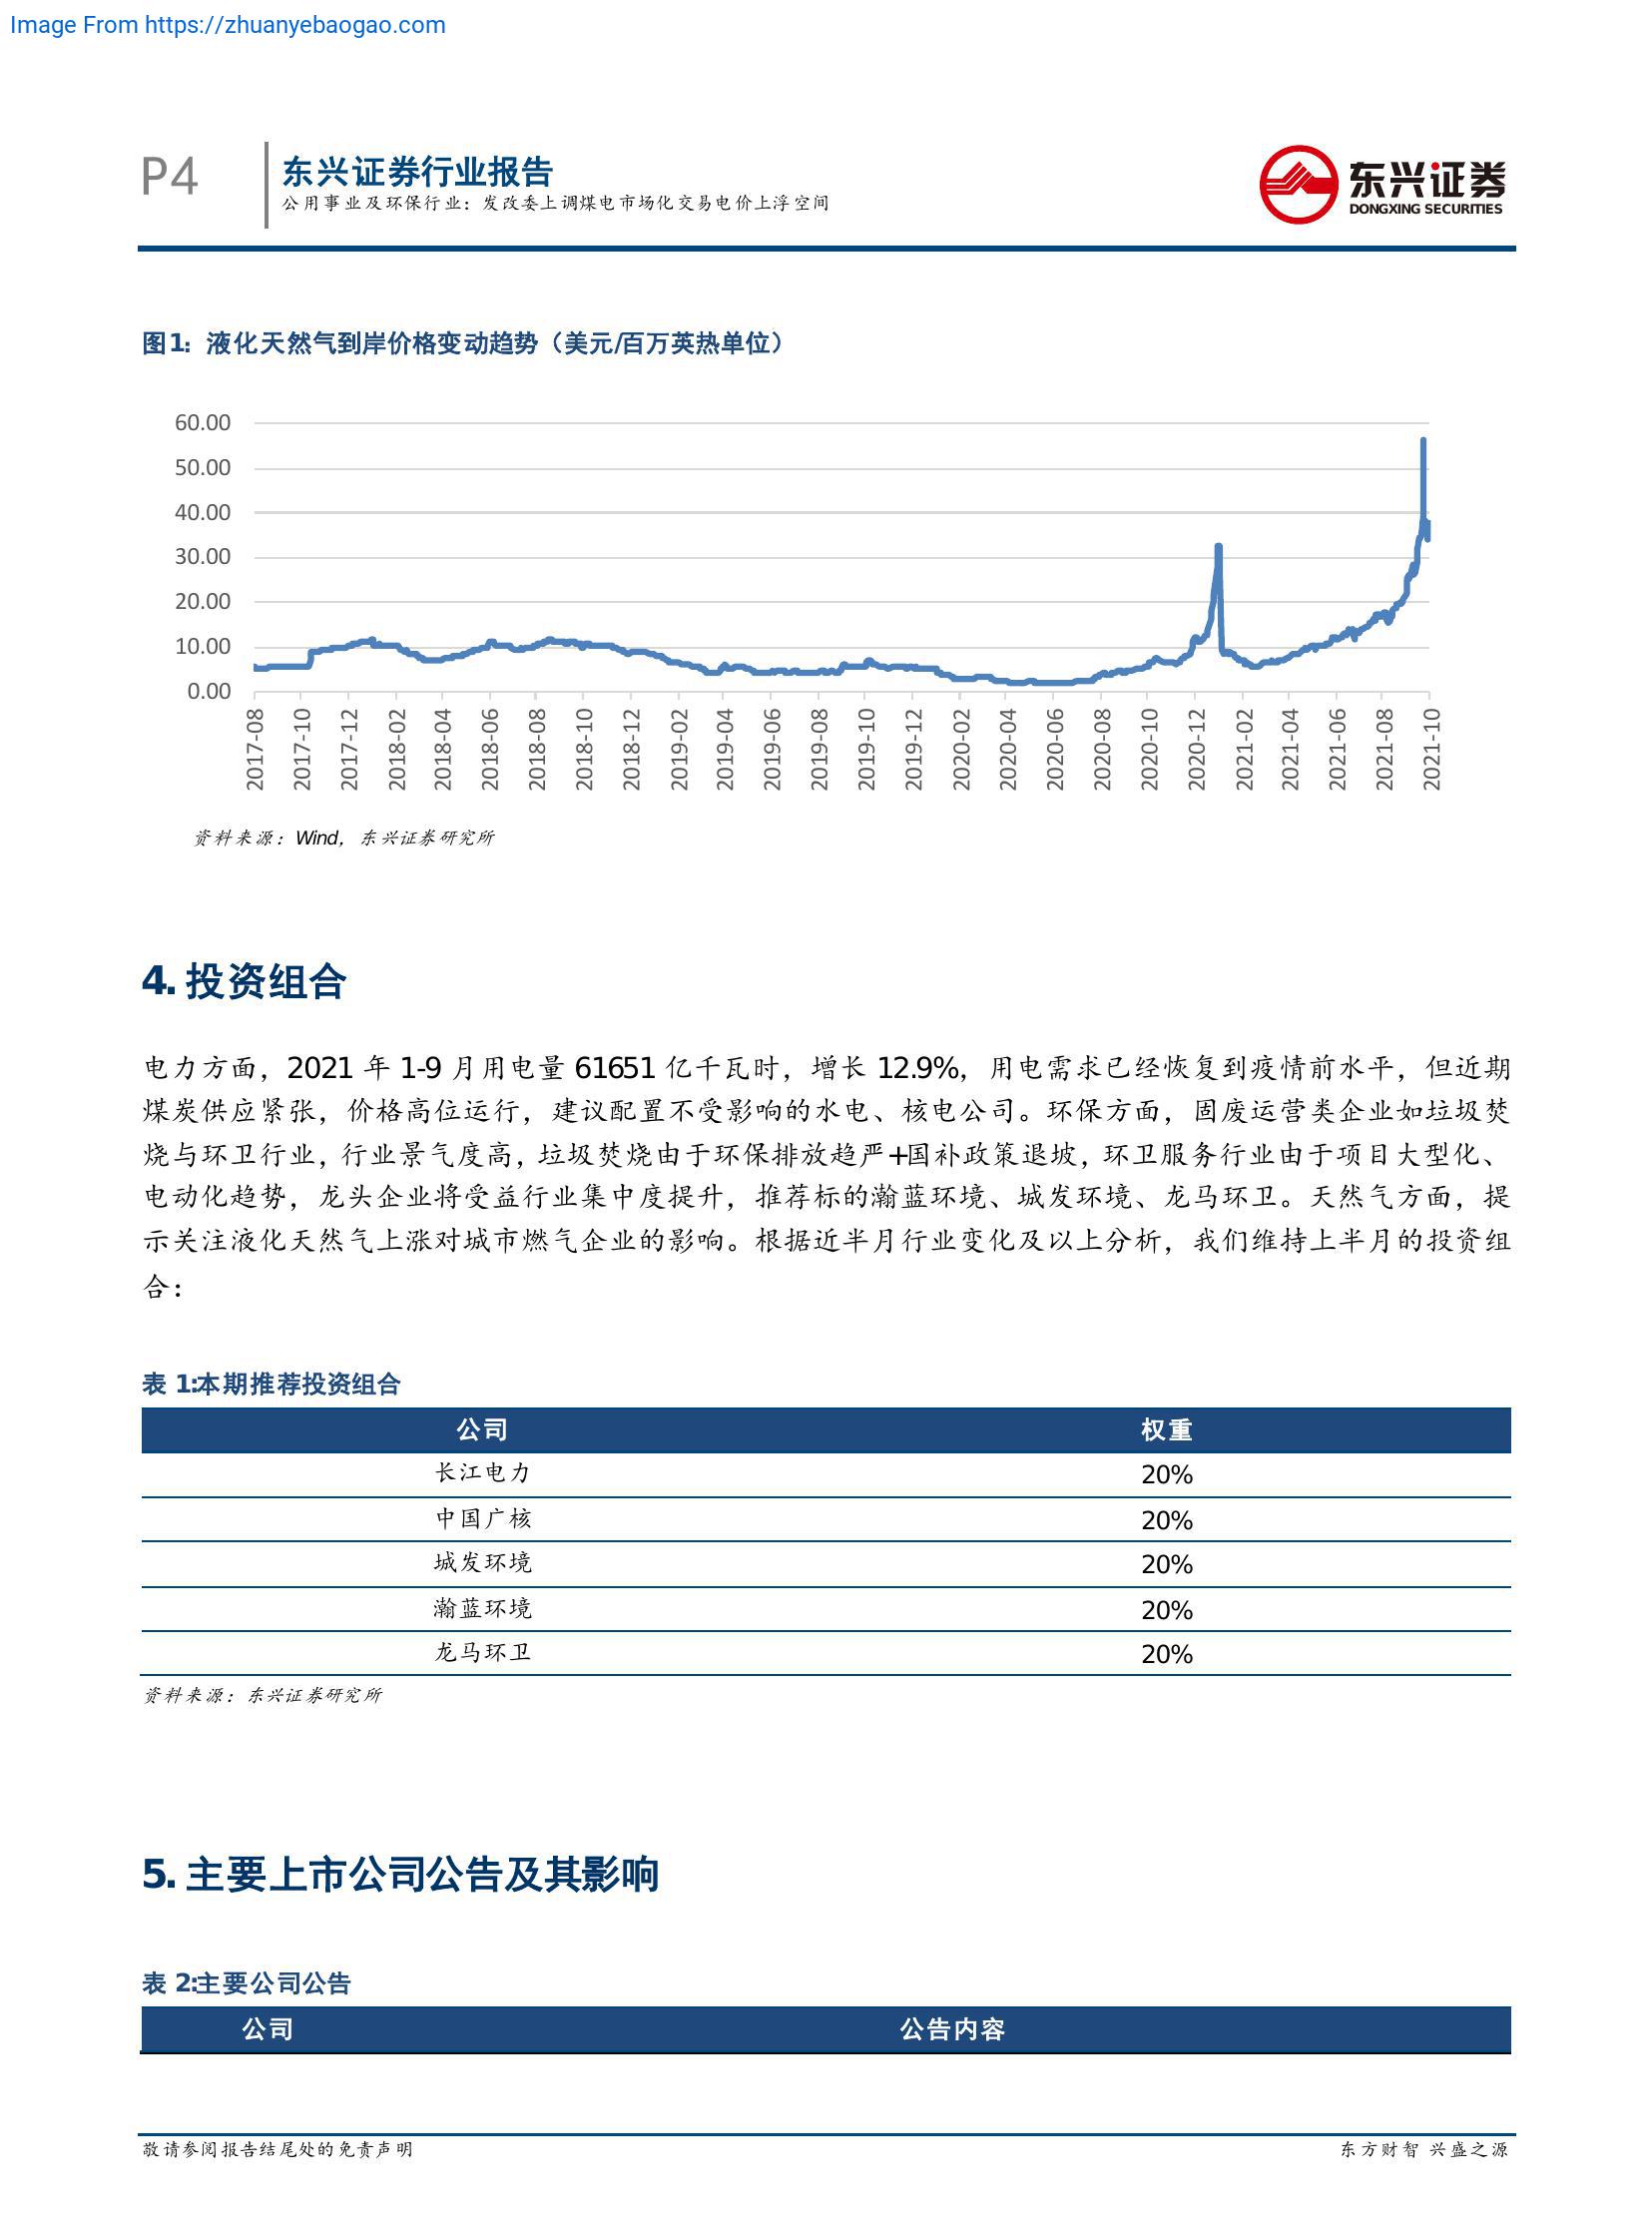 Image From https://zhuanyebaogao.com
P4
东兴证券行业报告
公用事业及环保行业：发改委上调煤电市场化交易电价上浮空间
东兴证券
DONGXING SECURITIES
图1: 液化天然气到岸价格变动趋势（美元/百万英热单位）
60.00
50.00
40.00
30.00
20.00
10.00
0.00
2017-08
2017-10
2017-12
2018-02
2018-04
2018-06
2018-08
2018-10
2018-12
2019-02
2019-04
2019-06
2019-08
2019-10
2019-12
2020-02
2020-04
2020-06
2020-08
2020-10
2020-12
2021-02
2021-04
2021-06
2021-08
2021-10
资料来源：Wind，东兴证券研究所
4. 投资组合
电力方面，2021 年 1-9 月用电量 61651 亿千瓦时，增长 12.9%，用电需求已经恢复到疫情前水平，但近期
煤炭供应紧张，价格高位运行，建议配置不受影响的水电、核电公司。环保方面，固废运营类企业如垃圾焚
烧与环卫行业，行业景气度高，垃圾焚烧由于环保排放趋严+国补政策退坡，环卫服务行业由于项目大型化、
电动化趋势，龙头企业将受益行业集中度提升，推荐标的瀚蓝环境、城发环境、龙马环卫。天然气方面，提
示关注液化天然气上涨对城市燃气企业的影响。根据近半月行业变化及以上分析，我们维持上半月的投资组
合：
表 1:本期推荐投资组合
公司 权重
长江电力 20%
中国广核 20%
城发环境 20%
瀚蓝环境 20%
龙马环卫 20%
资料来源：东兴证券研究所
5. 主要上市公司公告及其影响
表 2:主要公司公告
公司 公告内容
敬请参阅报告结尾处的免责声明 东方财智 兴盛之源